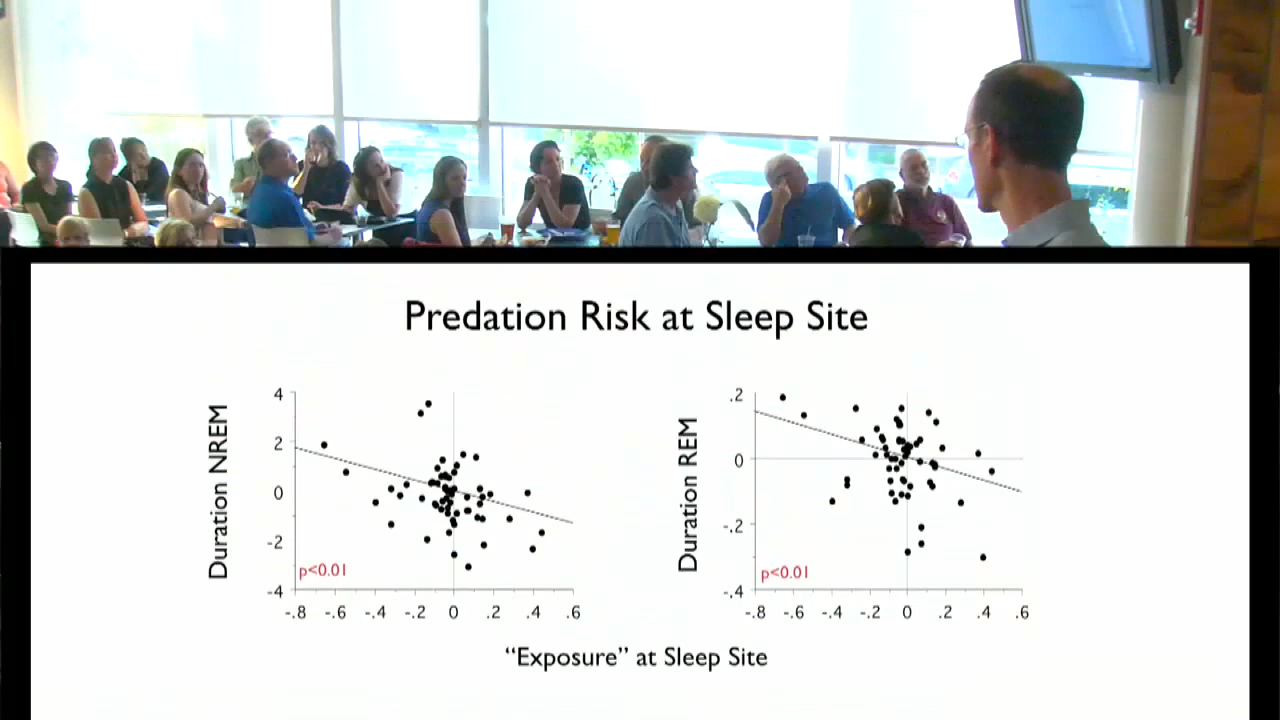 Predation Risk at Sleep Site
Duration NREM
4
2
0
-2
-4
p<0.01
-.8 -.6 -.4 -.2 0 .2 .4 .6
Duration REM
.2
0
-.2
-.4
p<0.01
-.8 -.6 -.4 -.2 0 .2 .4 .6
“Exposure” at Sleep Site